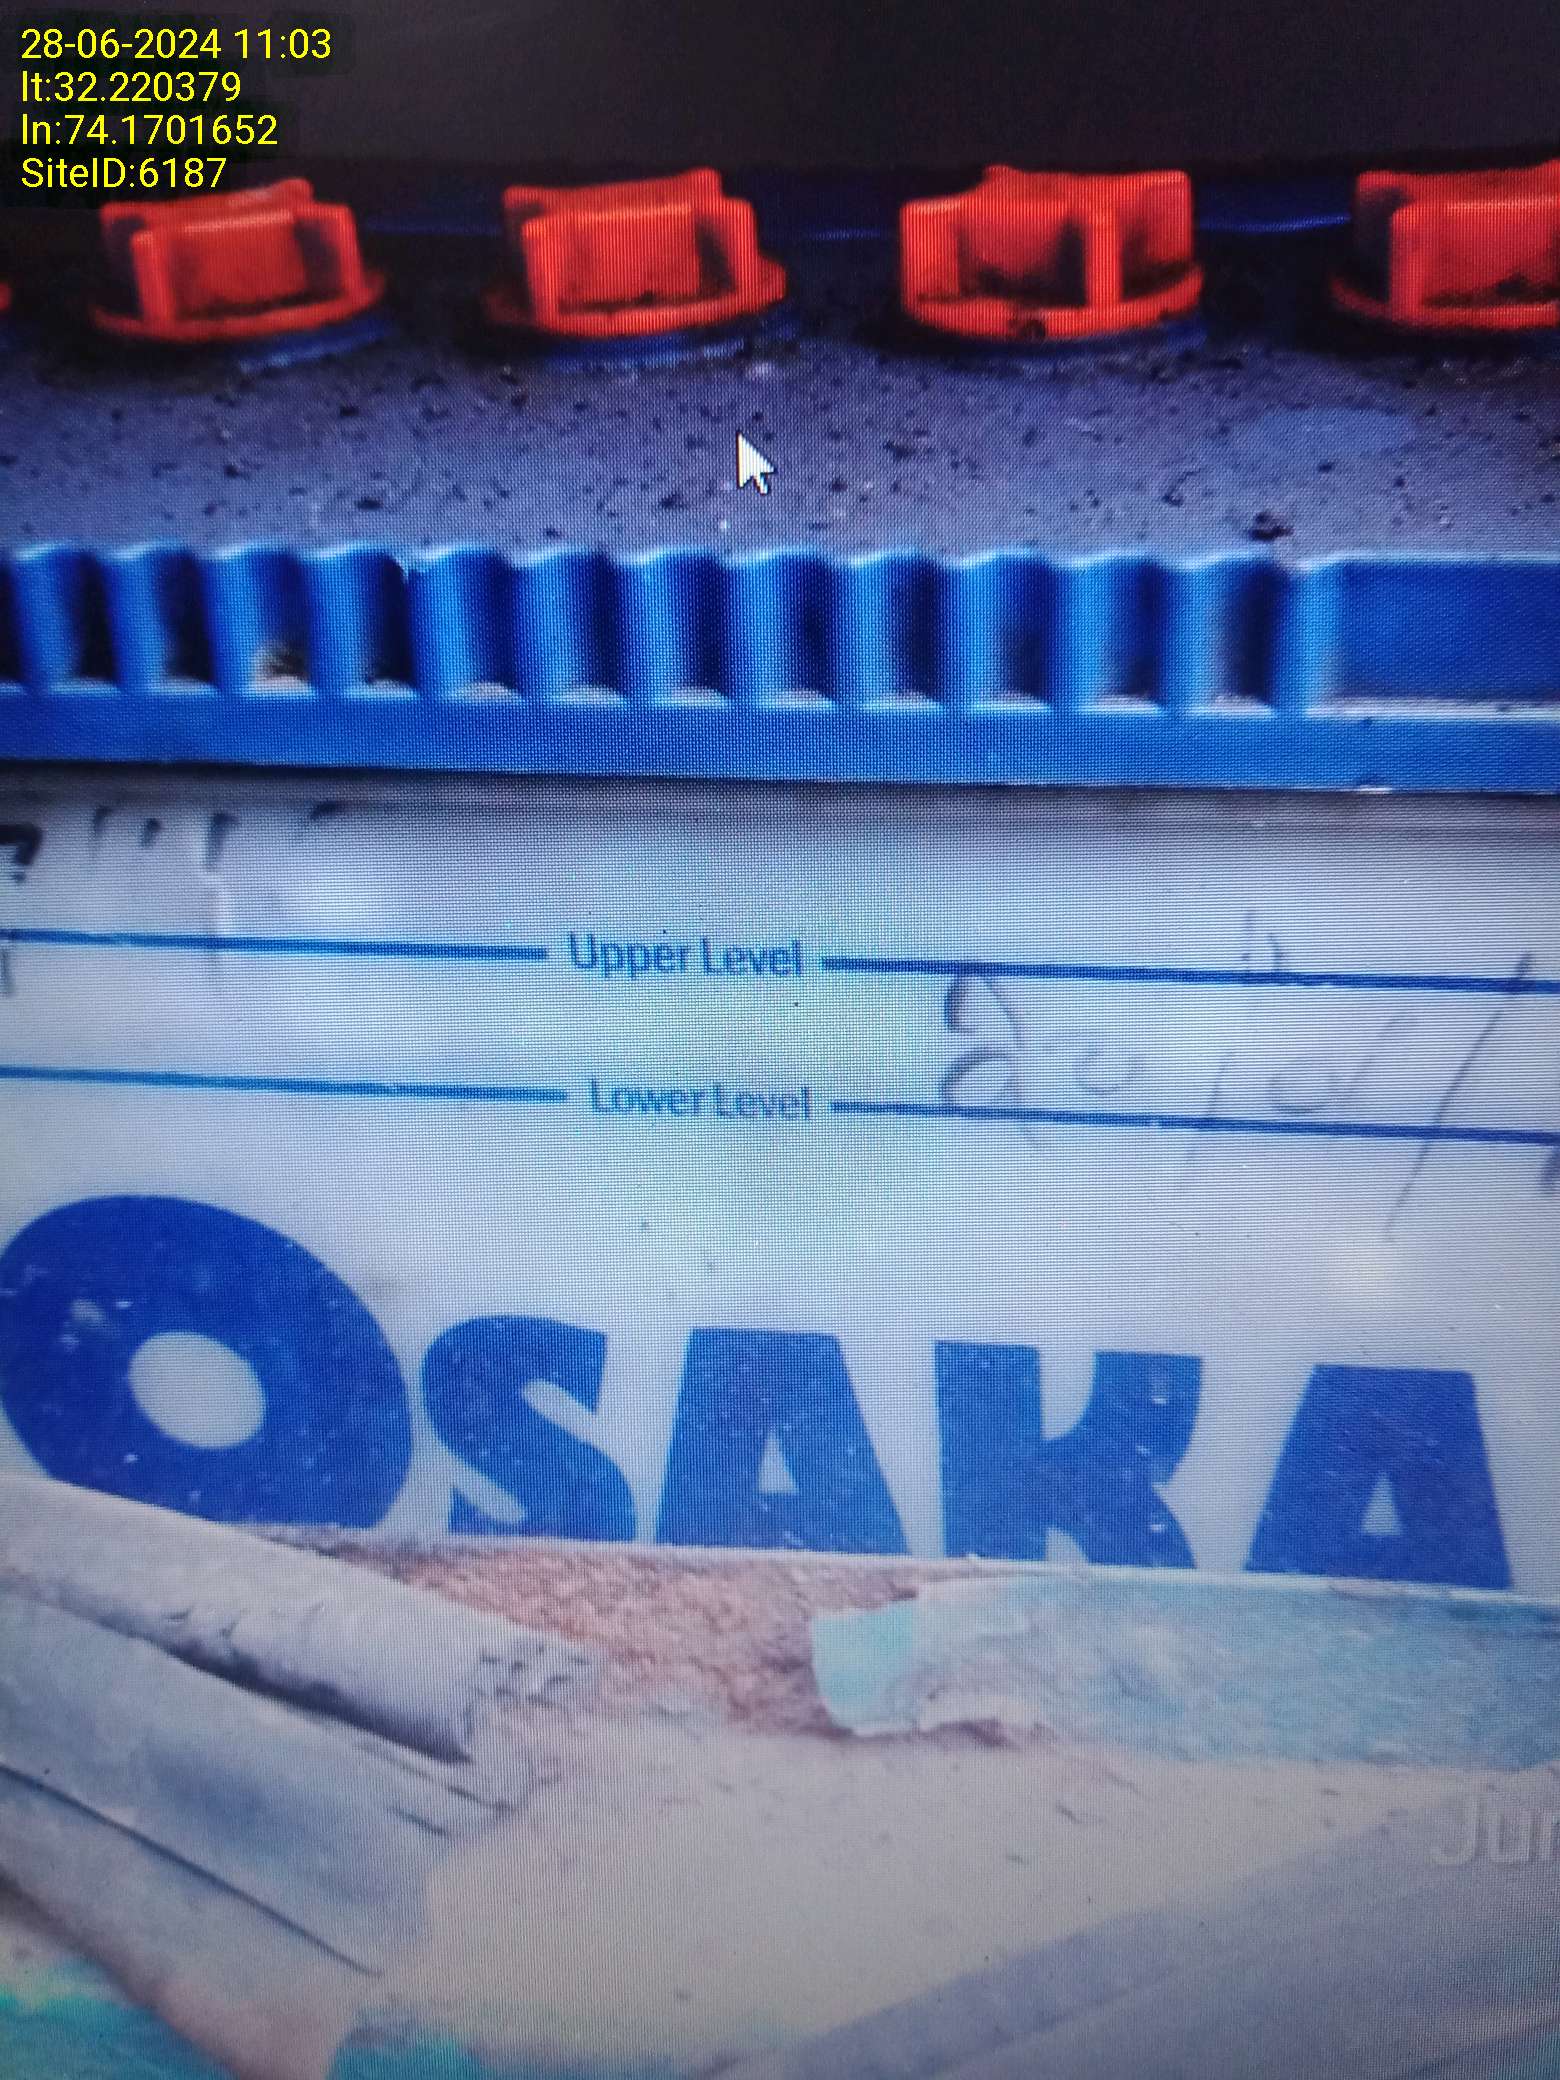 28-06-2024 11:03
lt:32.220379
ln:74.1701652
SiteID:6187
Upper Level
Lower Level
OSAKA